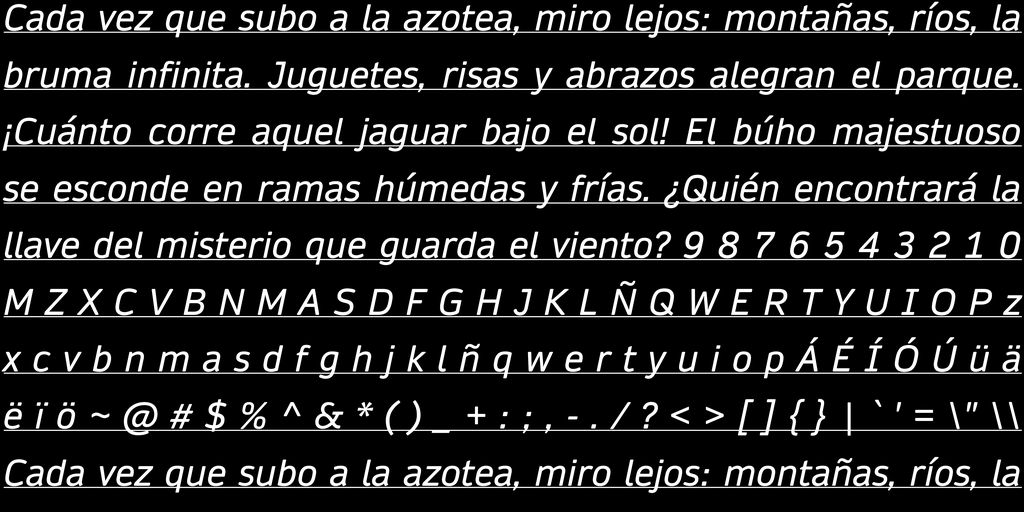 Cada vez que subo a la azotea, miro lejos: montañas, ríos, la
bruma infinita. Juguetes, risas y abrazos alegran el parque.
¡Cuánto corre aquel jaguar bajo el sol! El búho majestuoso
se esconde en ramas húmedas y frías. ¿Quién encontrará la
llave del misterio que guarda el viento? 9 8 7 6 5 4 3 2 1 0
M Z X C V B N M A S D F G H J K L Ñ Q W E R T Y U I O P z
x c v b n m a s d f g h j k l ñ q w e r t y u i o p Á É Í Ó Ú ü ä
ë ï ö ~ @ # $ % ^ & * ( ) _ + : ; , - . / ? < > [ ] { } | ` ' = \" \\
Cada vez que subo a la azotea, miro lejos: montañas, ríos, la